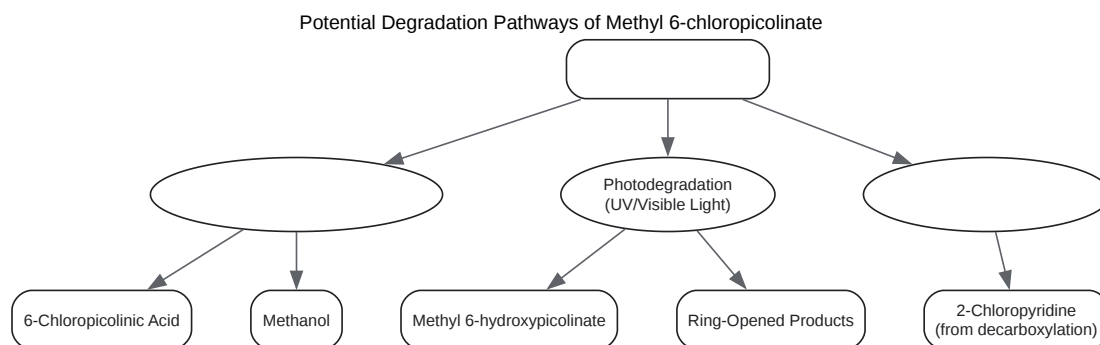 Potential Degradation Pathways of Methyl 6-chloropicolinate
Photodegradation
(UV/Visible Light)
6-Chloropicolinic Acid
Methanol
Methyl 6-hydroxypicolinate
Ring-Opened Products
2-Chloropyridine
(from decarboxylation)